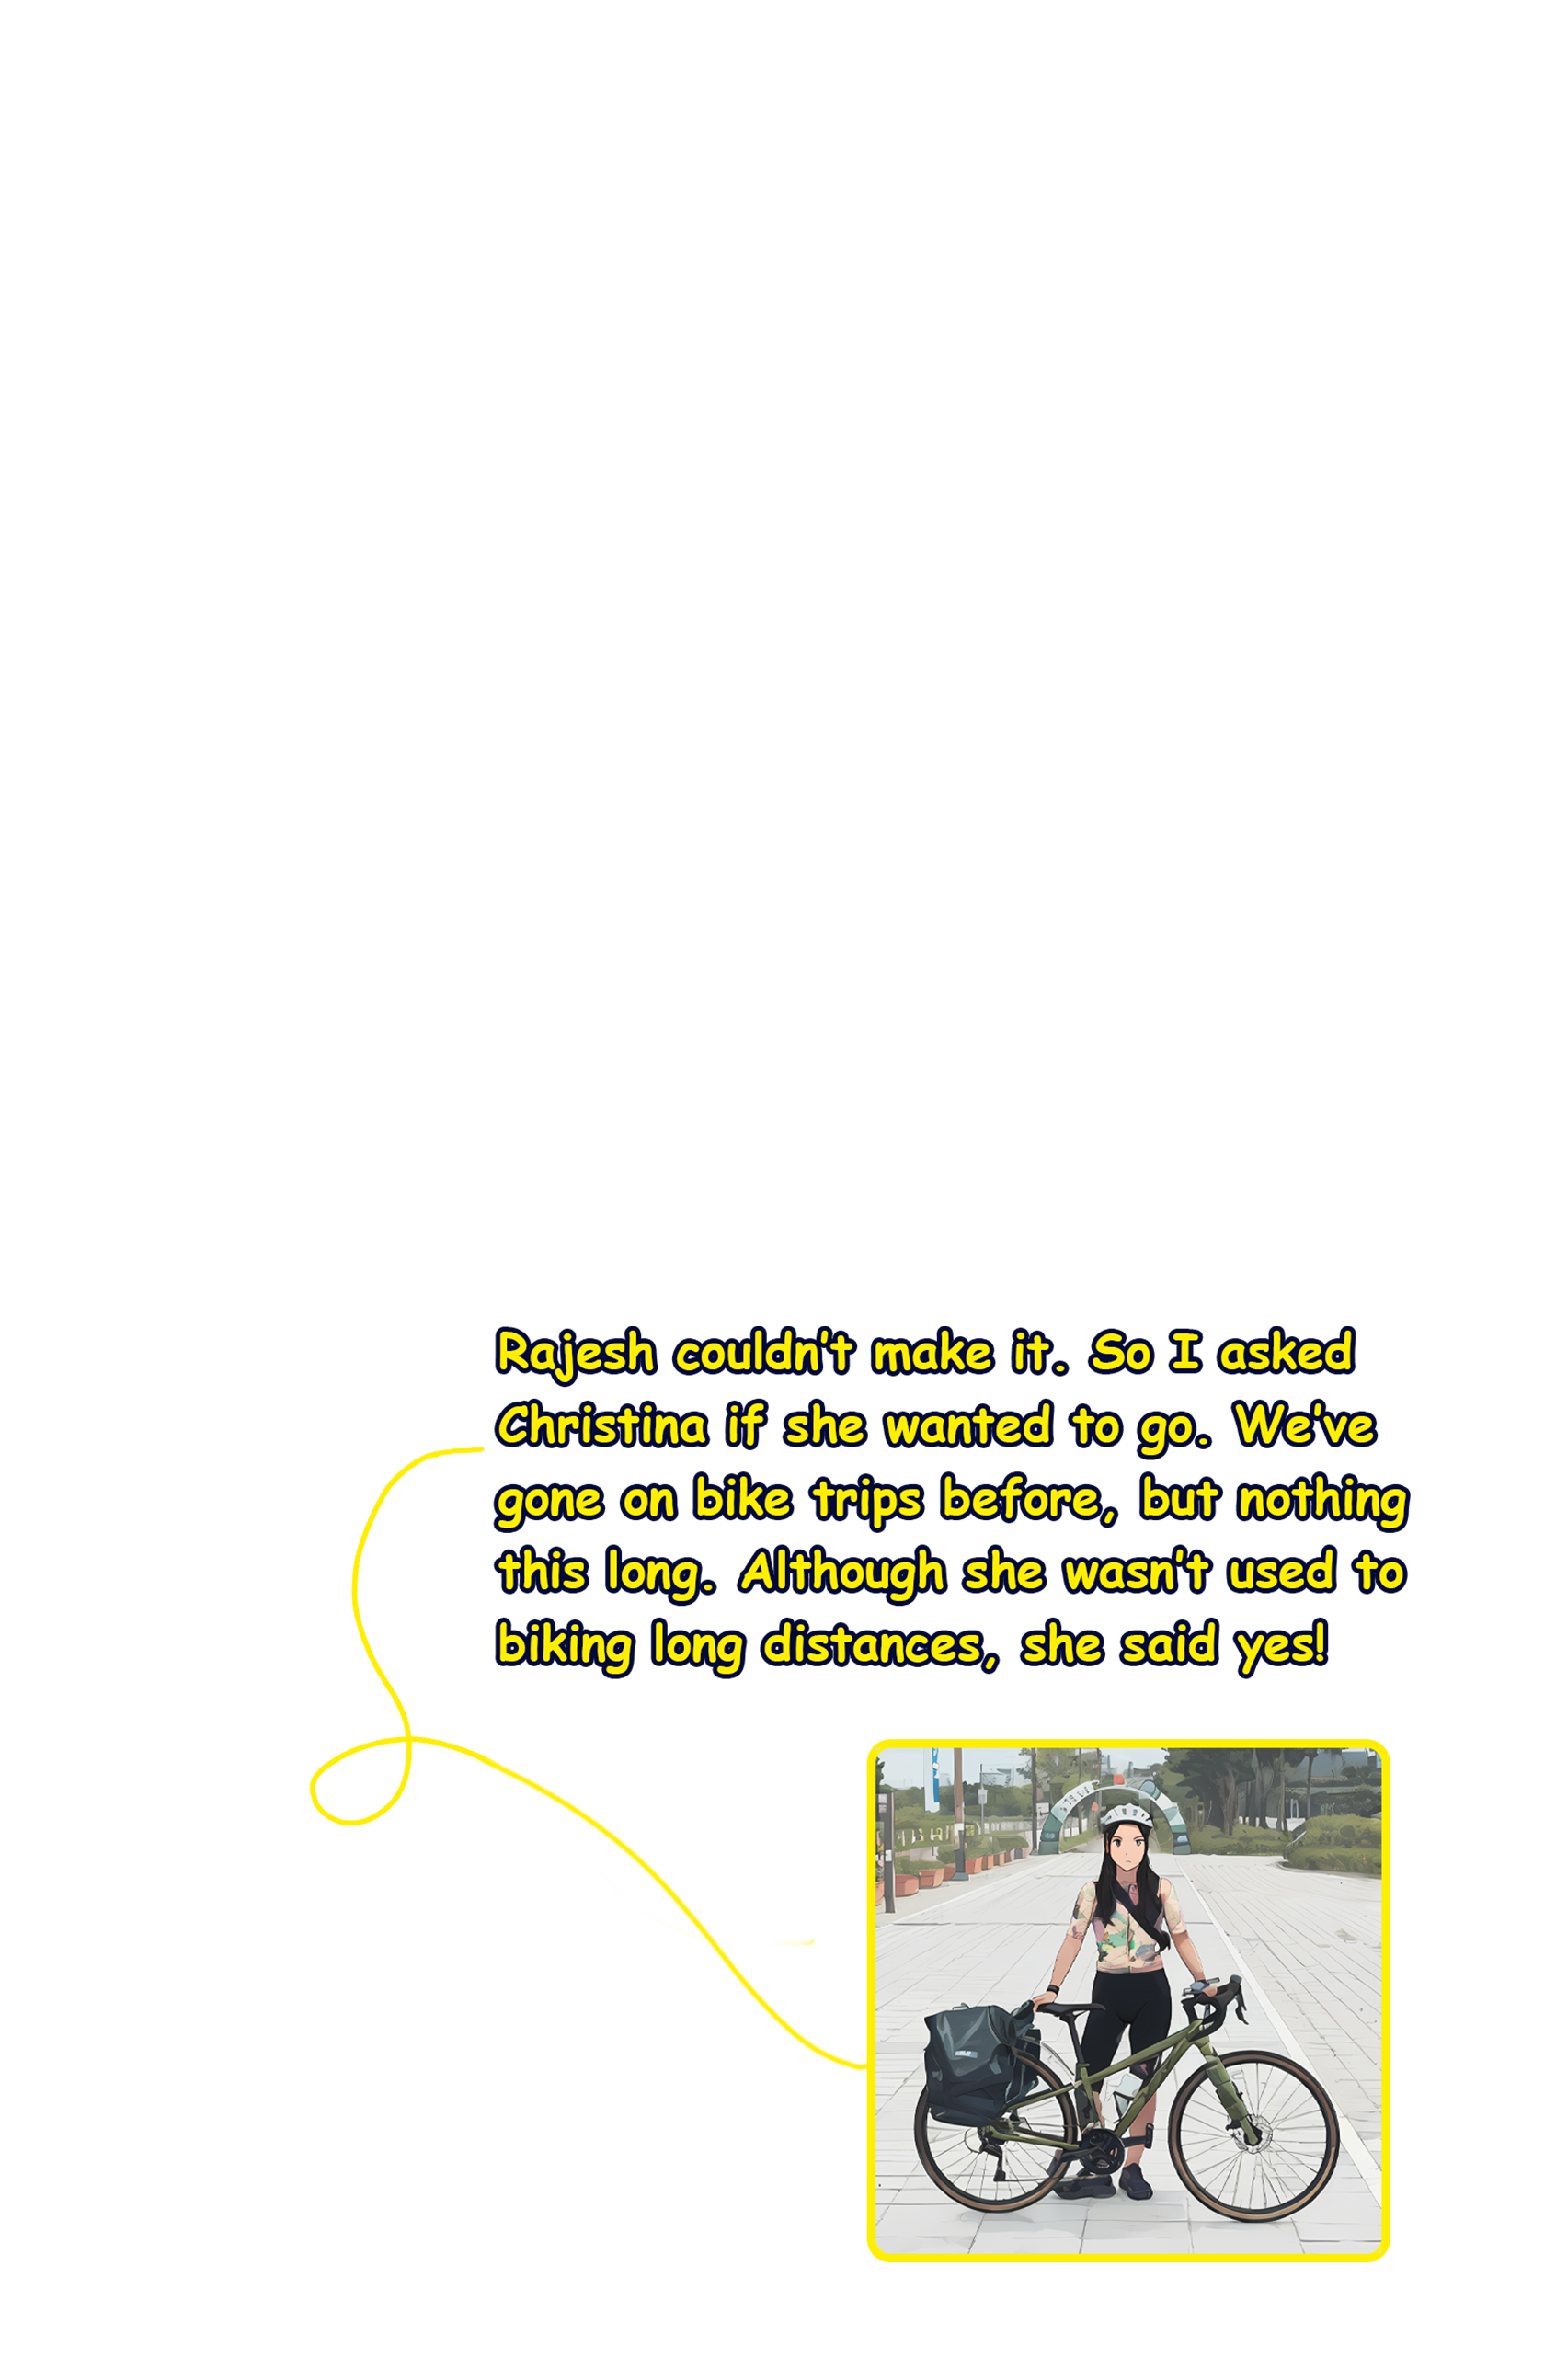 Rajesh couldn't make it. So I asked
Christina if she wanted to go. We've
gone on bike trips before, but nothing
this long. Although she wasn't used to
biking long distances, she said yes!